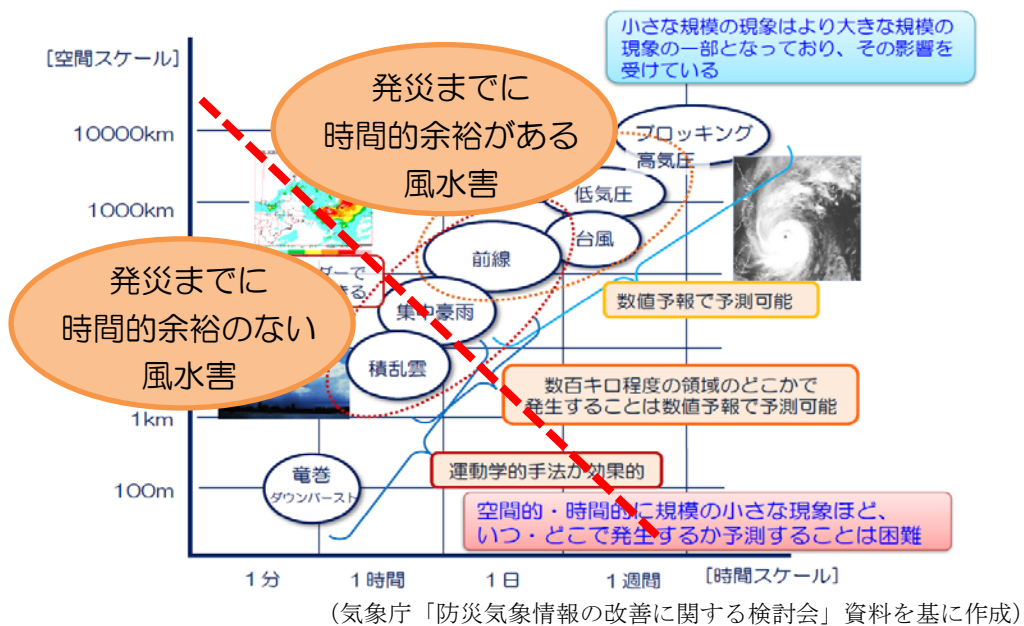 小さな規模の現象はより大きな規模の
現象の一部となっており、その影響を
受けている
[空間スケール]
発災までに
時間的余裕がある
風水害
10000km
ブロッキング
高気圧
低気圧
1000km
台風
前線
発災までに
時間的余裕のない
風水害
ダーで
きる
数値予報で予測可能
集中豪雨
積乱雲
数百キロ程度の領域のどこかで
発生することは数値予報で予測可能
1km
運動学的手法が効果的
竜巻
ダウンバースト
100m
空間的・時間的に規模の小さな現象ほど、
いつ・どこで発生するか予測することは困難
1分
1時間
1日
1週間
[時間スケール]
(気象庁「防災気象情報の改善に関する検討会」資料を基に作成)